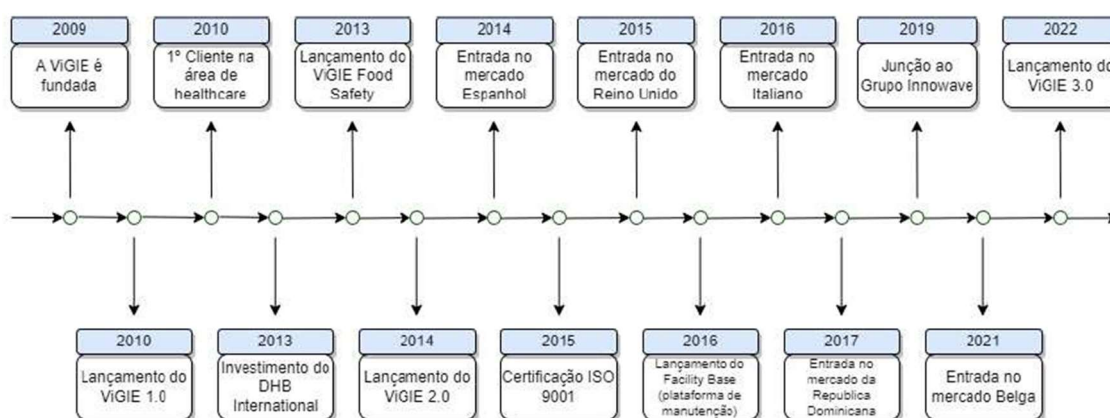 2009
A ViGIE é
fundada
2010
1º Cliente na
área de
healthcare
2013
Lançamento do
ViGIE Food
Safety
2014
Entrada no
mercado
Espanhol
2015
Entrada no
mercado do
Reino Unido
2016
Entrada no
mercado
Italiano
2019
Junção ao
Grupo Innowave
2022
Lançamento do
ViGIE 3.0
2010
Lançamento do
ViGIE 1.0
2013
Investimento do
DHB
International
2014
Lançamento do
ViGIE 2.0
2015
Certificação ISO
9001
2016
Lançamento do
Facility Base
(plataforma de
manutenção)
2017
Entrada no
mercado da
Republica
Dominicana
2021
Entrada no
mercado Belga